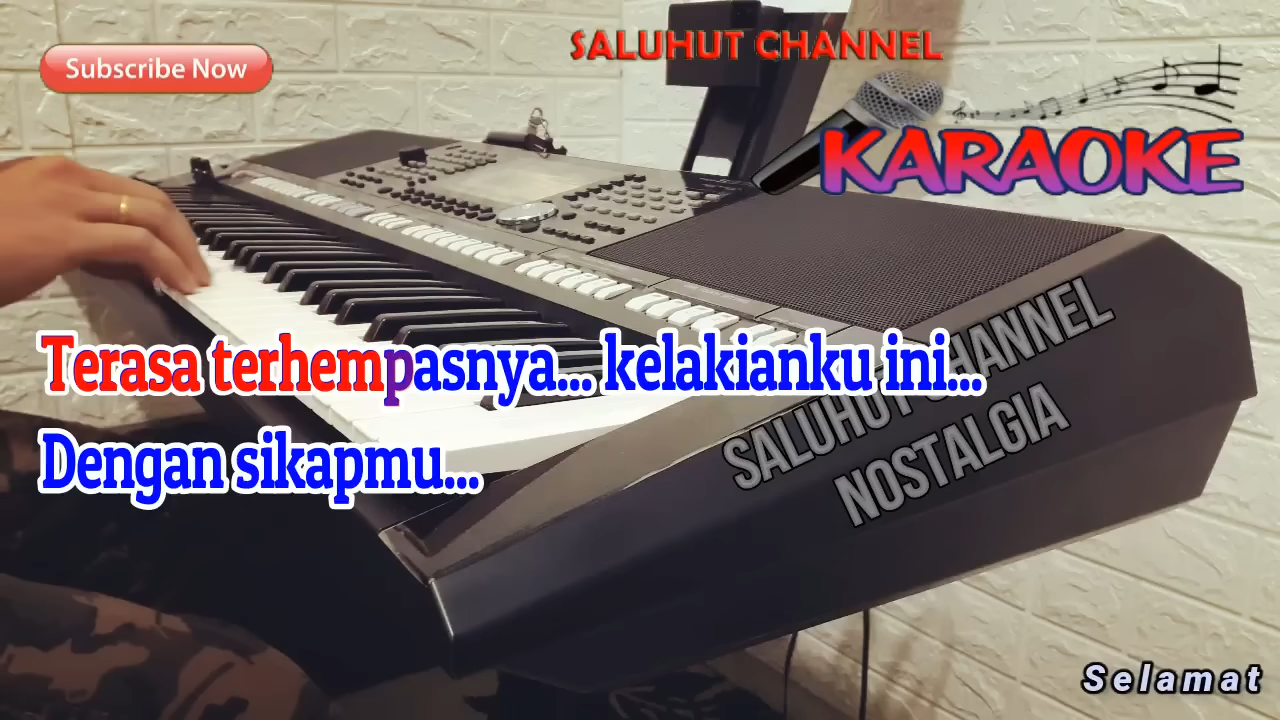 Subscribe Now
SALUHUT CHANNEL
KARAOKE
Terasa terhempasnya... kelakianku ini...
Dengan sikapmu...
SALUHUT CHANNEL
NOSTALGIA
Selamat